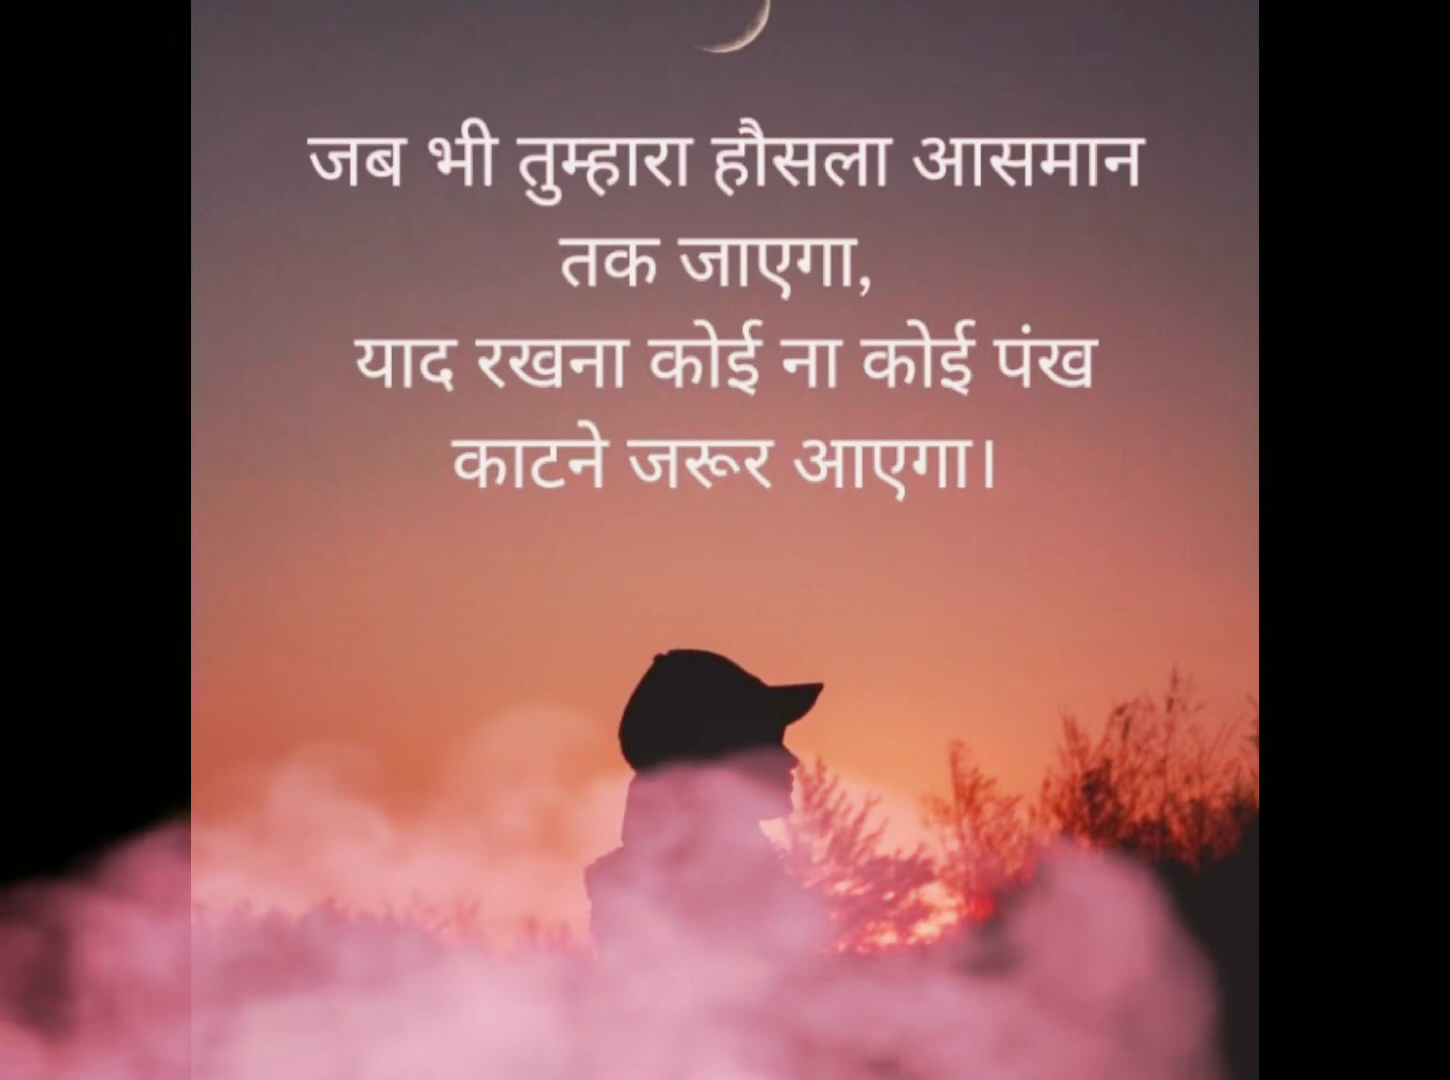 जब भी तुम्हारा हौसला आसमान
तक जाएगा,
याद रखना कोई ना कोई पंख
काटने जरूर आएगा।